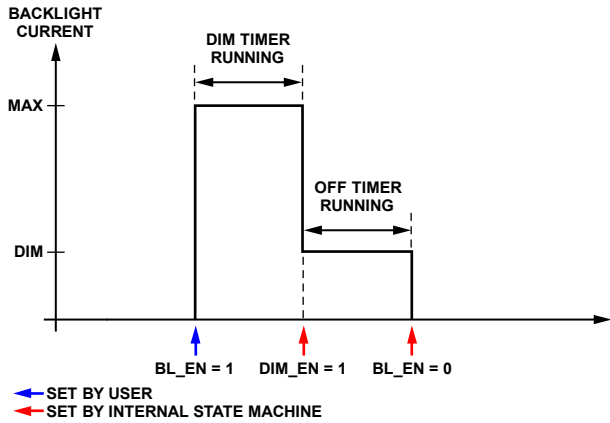 BACKLIGHT
CURRENT
DIM TIMER
RUNNING
MAX
OFF TIMER
RUNNING
DIM
BL_EN = 1
DIM_EN = 1
BL_EN = 0
SET BY USER
SET BY INTERNAL STATE MACHINE